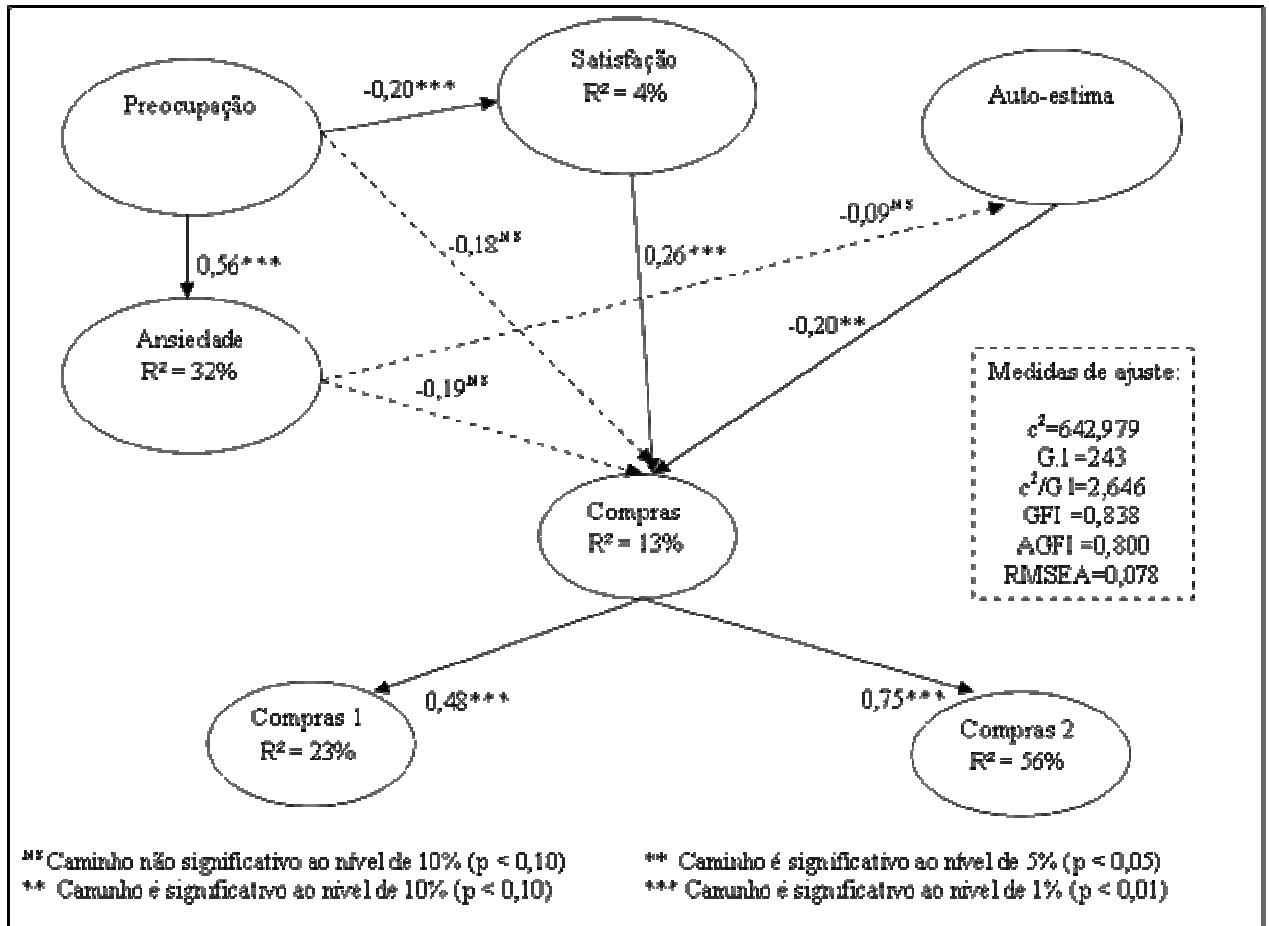 Satisfação
R² = 4%
Preocupação
Auto-estima
-0,20***
-0,09ᴺˢ
-0,18ᴺˢ
0,26***
0,56***
Ansiedade
R² = 32%
-0,20**
-0,19ᴺˢ
Medidas de ajuste:
c²=642,979
G.l =243
c²/G l=2,646
GFI =0,838
AGFI =0,800
RMSEA=0,078
Compras
R² = 13%
0,48***
0,75***
Compras 1
R² = 23%
Compras 2
R² = 56%
ᴺˢ Caminho não significativo ao nível de 10% (p < 0,10)
** Caminho é significativo ao nível de 5% (p < 0,05)
** Caminho é significativo ao nível de 10% (p < 0,10)
*** Caminho é significativo ao nível de 1% (p < 0,01)